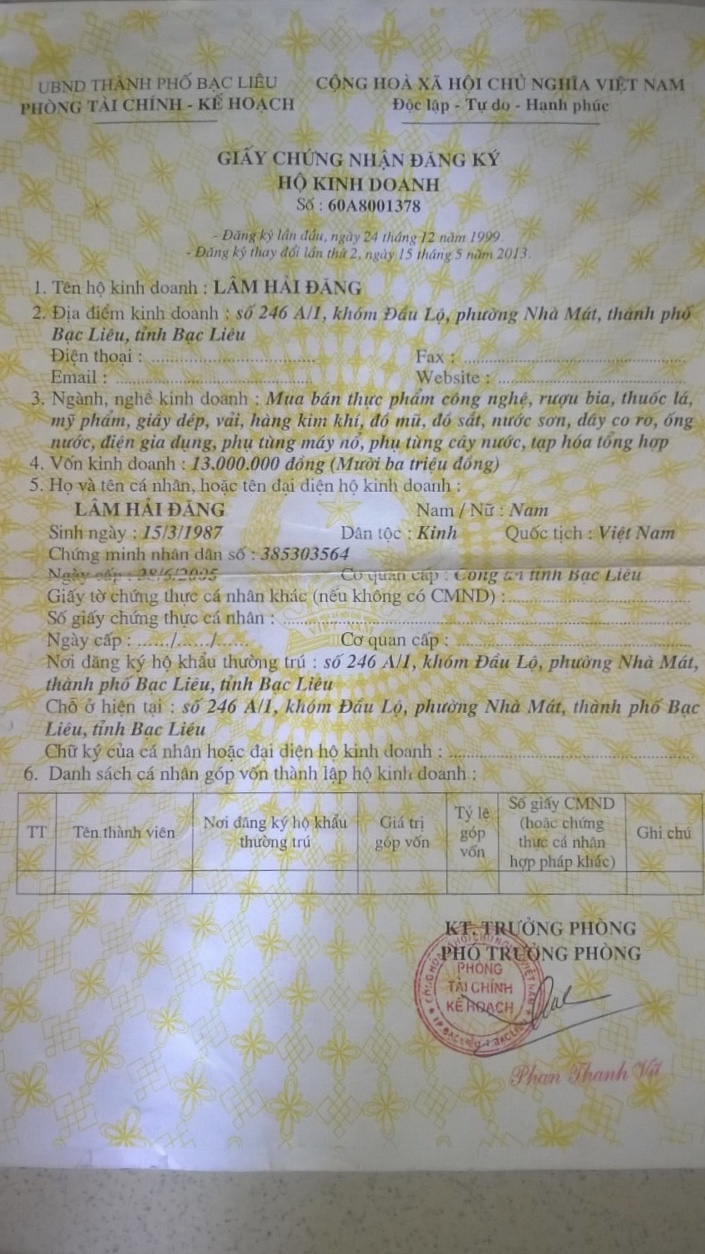 UBND THÀNH PHỐ BẠC LIÊU
PHÒNG TÀI CHÍNH - KẾ HOẠCH
CỘNG HOÀ XÃ HỘI CHỦ NGHĨA VIỆT NAM
Độc lập - Tự do - Hạnh phúc
GIẤY CHỨNG NHẬN ĐĂNG KÝ
HỘ KINH DOANH
Số : 60A8001378
- Đăng ký lần đầu, ngày 24 tháng 12 năm 1999.
- Đăng ký thay đổi lần thứ 2, ngày 15 tháng 5 năm 2013.
1. Tên hộ kinh doanh : LÂM HẢI ĐĂNG
2. Địa điểm kinh doanh : số 246 A/1, khóm Đầu Lộ, phường Nhà Mát, thành phố
Bạc Liêu, tỉnh Bạc Liêu
Điện thoại : .................................. Fax : ..............................................
Email : ........................................ Website : .......................................
3. Ngành, nghề kinh doanh : Mua bán thực phẩm công nghệ, rượu bia, thuốc lá,
mỹ phẩm, giầy dép, vải, hàng kim khí, đồ mũ, đồ sắt, nước sơn, dây co ro, ống
nước, điện gia dụng, phụ tùng máy nổ, phụ tùng cây nước, tạp hóa tổng hợp
4. Vốn kinh doanh : 13.000.000 đồng (Mười ba triệu đồng)
5. Họ và tên cá nhân, hoặc tên đại diện hộ kinh doanh :
LÂM HẢI ĐĂNG Nam / Nữ : Nam
Sinh ngày : 15/3/1987 Dân tộc : Kinh Quốc tịch : Việt Nam
Chứng minh nhân dân số : 385303564
Ngày cấp : 28/6/2005 Cơ quan cấp : Công an tỉnh Bạc Liêu
Giấy tờ chứng thực cá nhân khác (nếu không có CMND) : ......................................
Số giấy chứng thực cá nhân : ......................................................................
Ngày cấp : ....../....../...... Cơ quan cấp : ..................................................
Nơi đăng ký hộ khẩu thường trú : số 246 A/1, khóm Đầu Lộ, phường Nhà Mát,
thành phố Bạc Liêu, tỉnh Bạc Liêu
Chỗ ở hiện tại : số 246 A/1, khóm Đầu Lộ, phường Nhà Mát, thành phố Bạc
Liêu, tỉnh Bạc Liêu
Chữ ký của cá nhân hoặc đại diện hộ kinh doanh : ..................................................
6. Danh sách cá nhân góp vốn thành lập hộ kinh doanh :
TT
Tên thành viên
Nơi đăng ký hộ khẩu
thường trú
Giá trị
góp vốn
Tỷ lệ
góp
vốn
Số giấy CMND
(hoặc chứng
thực cá nhân
hợp pháp khác)
Ghi chú
KT. TRƯỞNG PHÒNG
PHÓ TRƯỞNG PHÒNG
PHÒNG
TÀI CHÍNH
KẾ HOẠCH
Phan Thanh Vũ